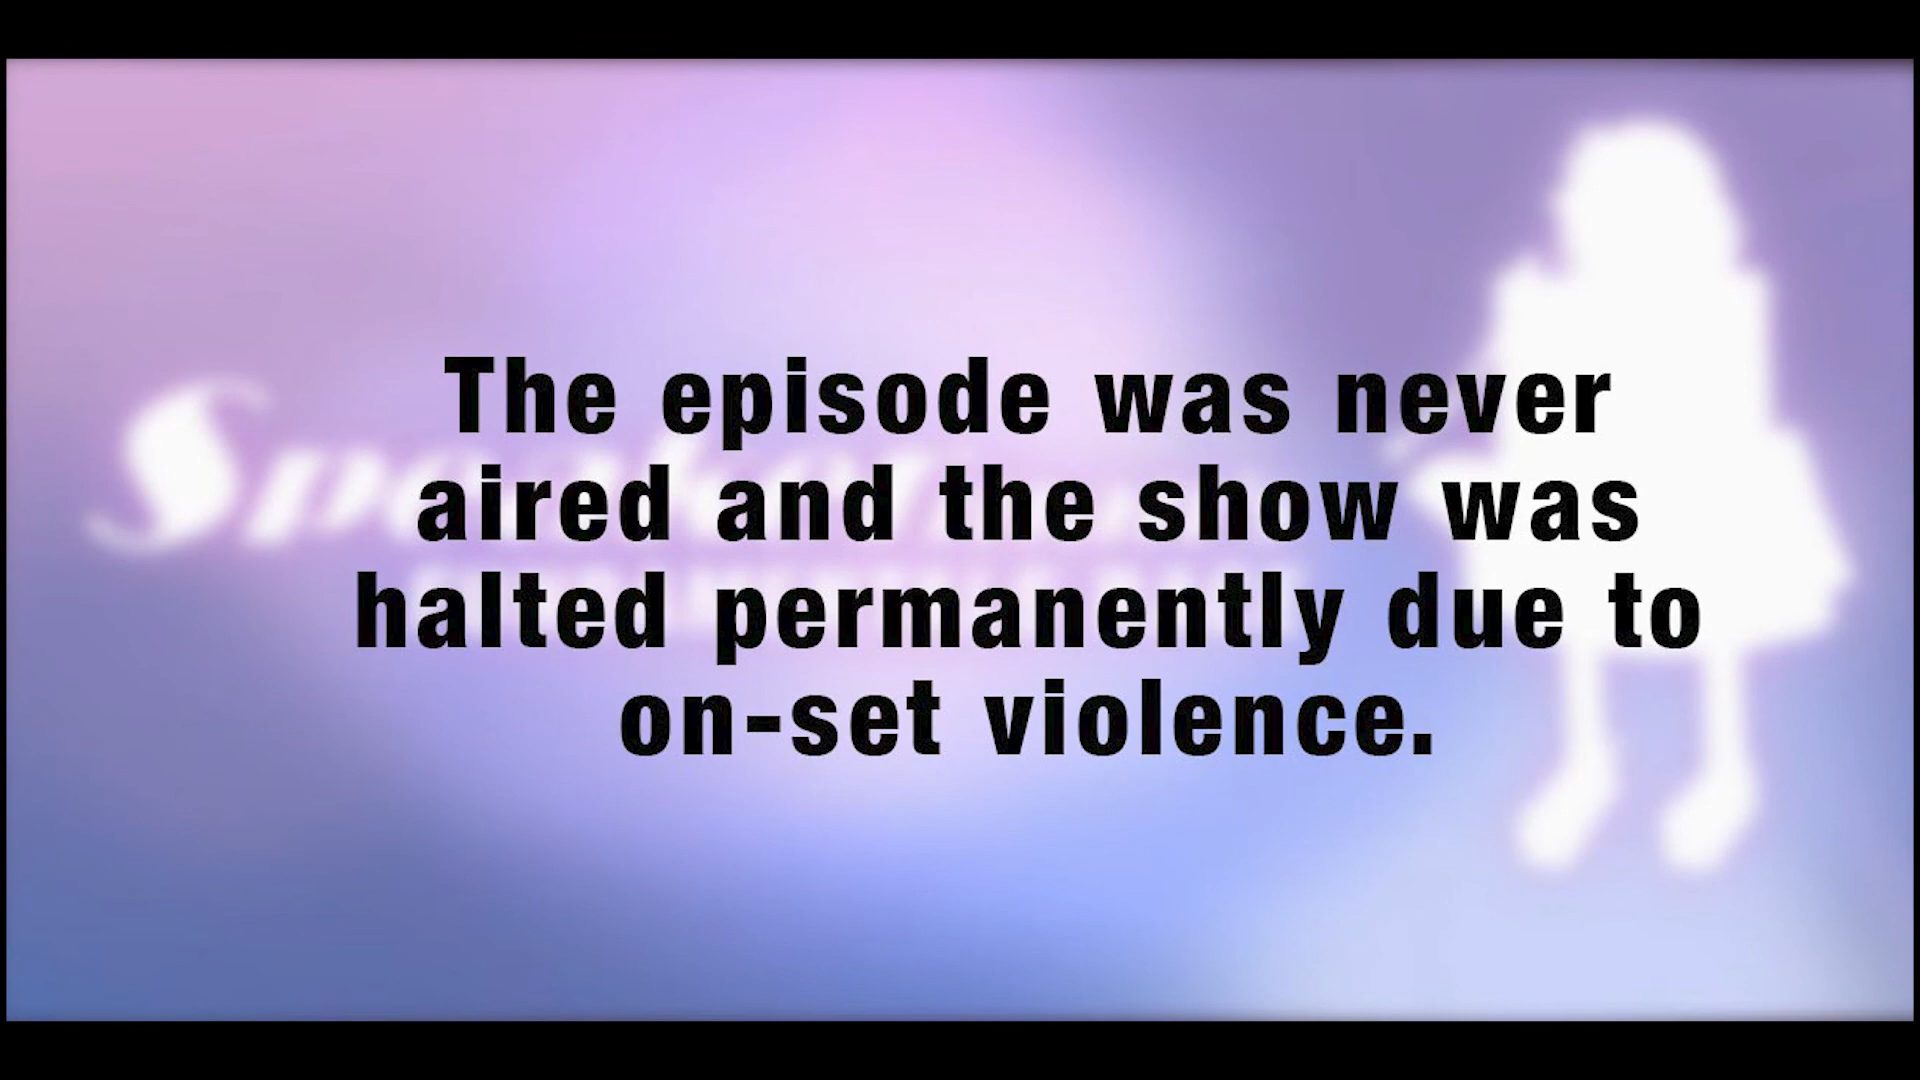 The episode was never
aired and the show was
halted permanently due to
on-set violence.